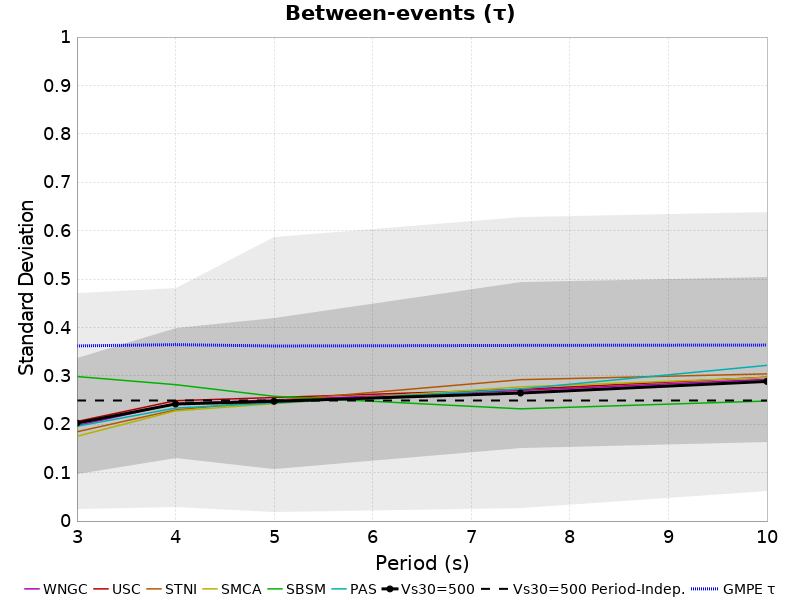 Between-events (τ)
Standard Deviation
1
0.9
0.8
0.7
0.6
0.5
0.4
0.3
0.2
0.1
0
3 4 5 6 7 8 9 10
Period (s)
WNGC USC STNI SMCA SBSM PAS Vs30=500 Vs30=500 Period-Indep. GMPE τ